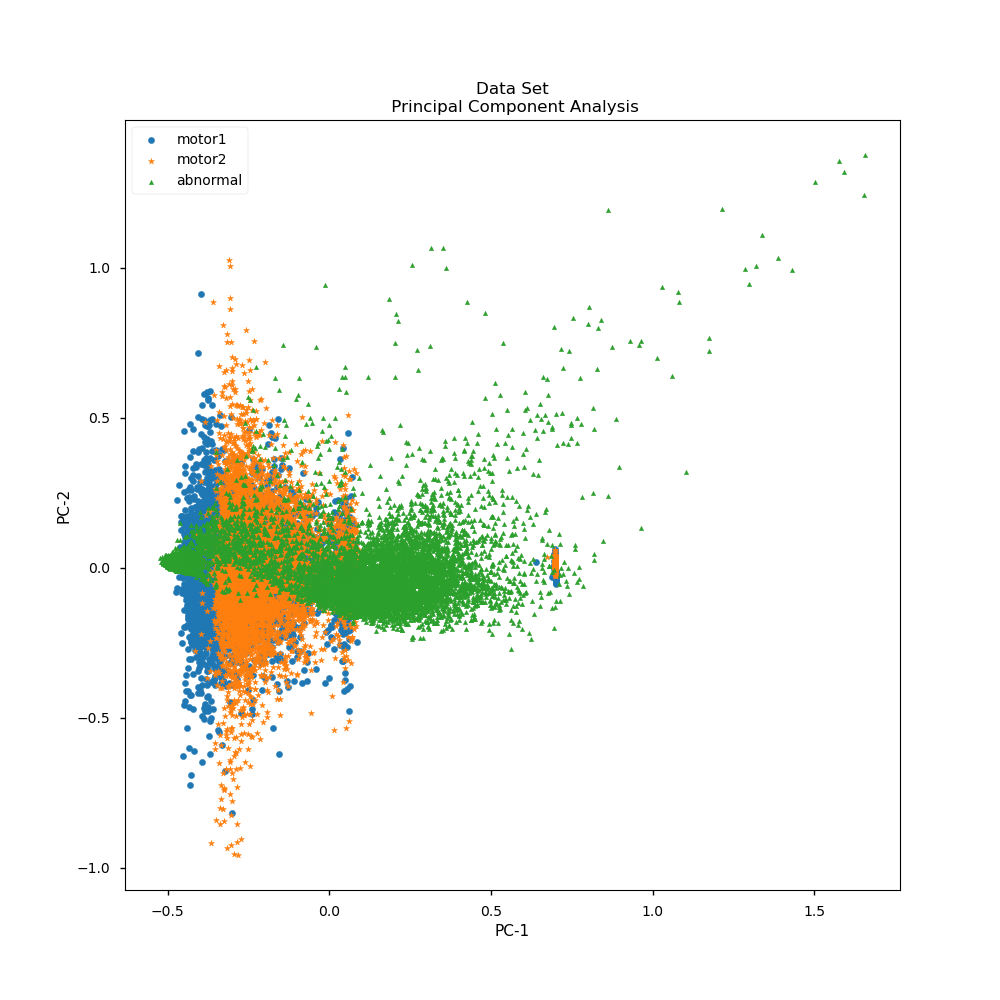 Data Set
Principal Component Analysis
motor1
motor2
abnormal
1.0
0.5
0.0
−0.5
−1.0
PC-2
−0.5
0.0
0.5
1.0
1.5
PC-1